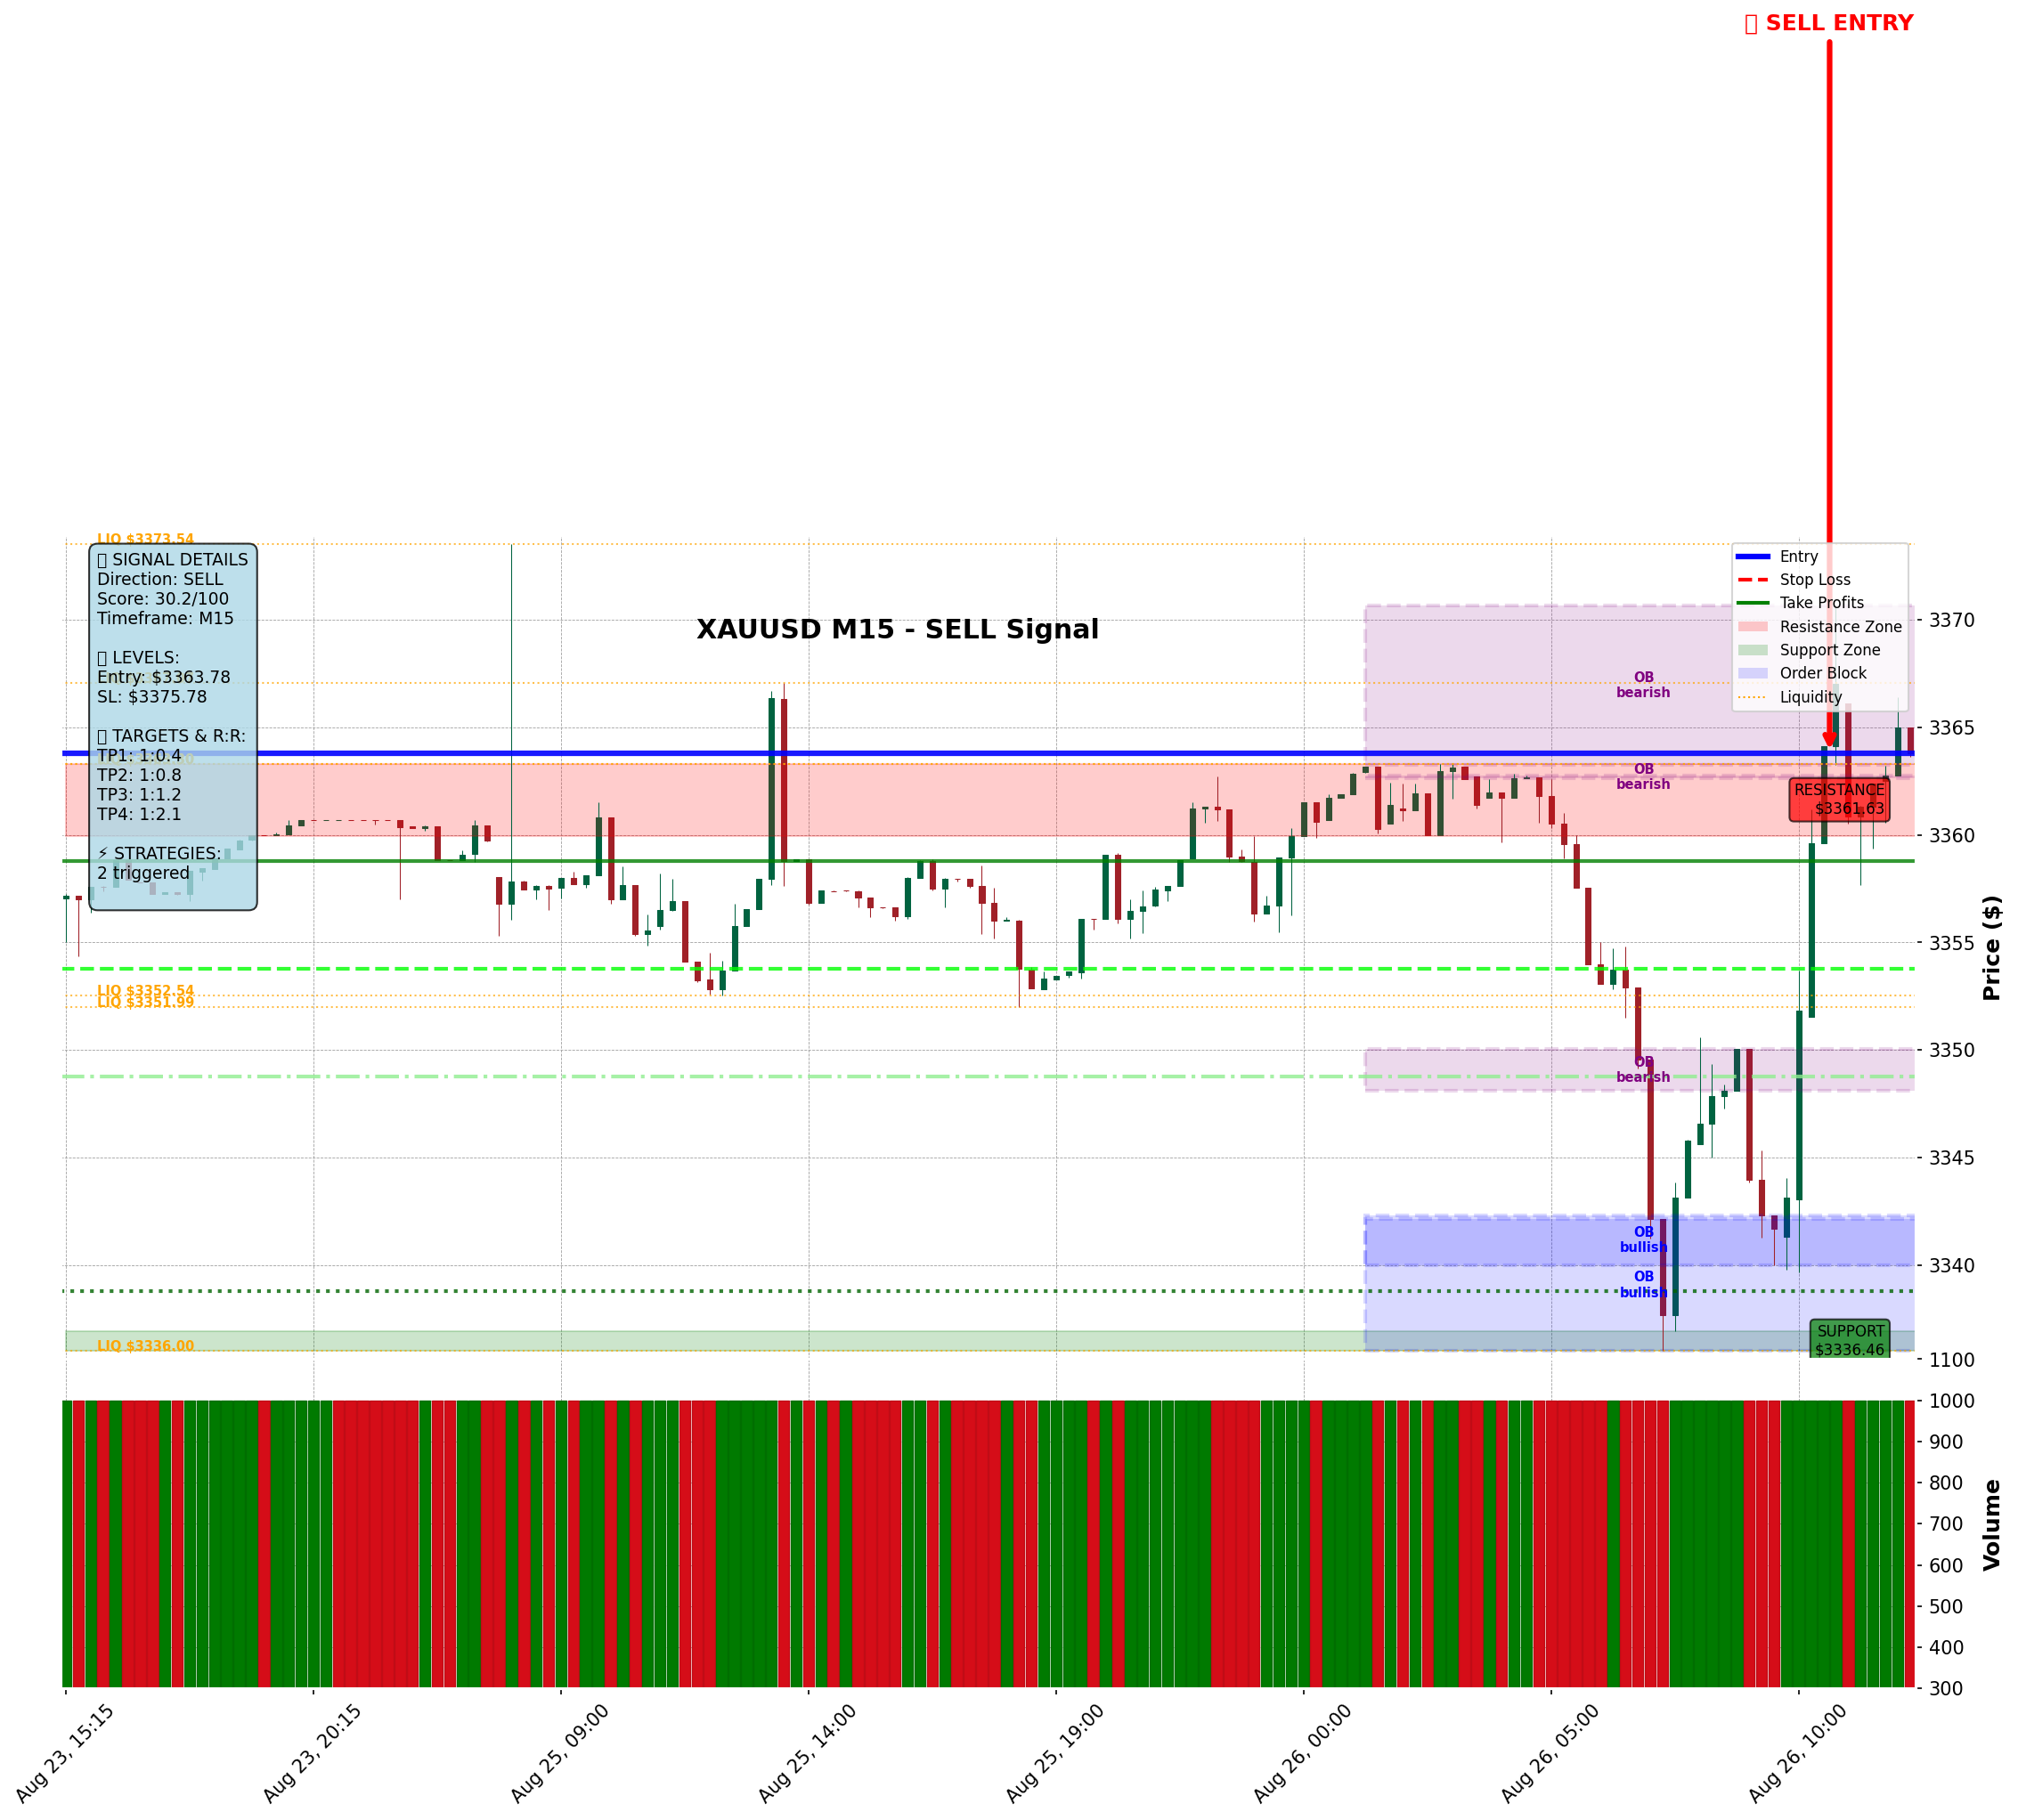 SELL ENTRY
LIQ $3373.54
SIGNAL DETAILS
Direction: SELL
Score: 30.2/100
Timeframe: M15
LEVELS:
Entry: $3363.78
SL: $3375.78
TARGETS & R:R:
TP1: 1:0.4
TP2: 1:0.8
TP3: 1:1.2
TP4: 1:2.1
⚡ STRATEGIES:
2 triggered
XAUUSD M15 - SELL Signal
Entry
Stop Loss
Take Profits
Resistance Zone
Support Zone
Order Block
Liquidity
OB
bearish
OB
bearish
RESISTANCE
$3361.63
LIQ $3352.54
LIQ $3351.99
OB
bearish
OB
bullish
OB
bullish
LIQ $3336.00
SUPPORT
$3336.46
3370
3365
3360
3355
3350
3345
3340
Price ($)
1100
1000
900
800
700
600
500
400
300
Volume
Aug 23, 15:15
Aug 23, 20:15
Aug 25, 09:00
Aug 25, 14:00
Aug 25, 19:00
Aug 26, 00:00
Aug 26, 05:00
Aug 26, 10:00